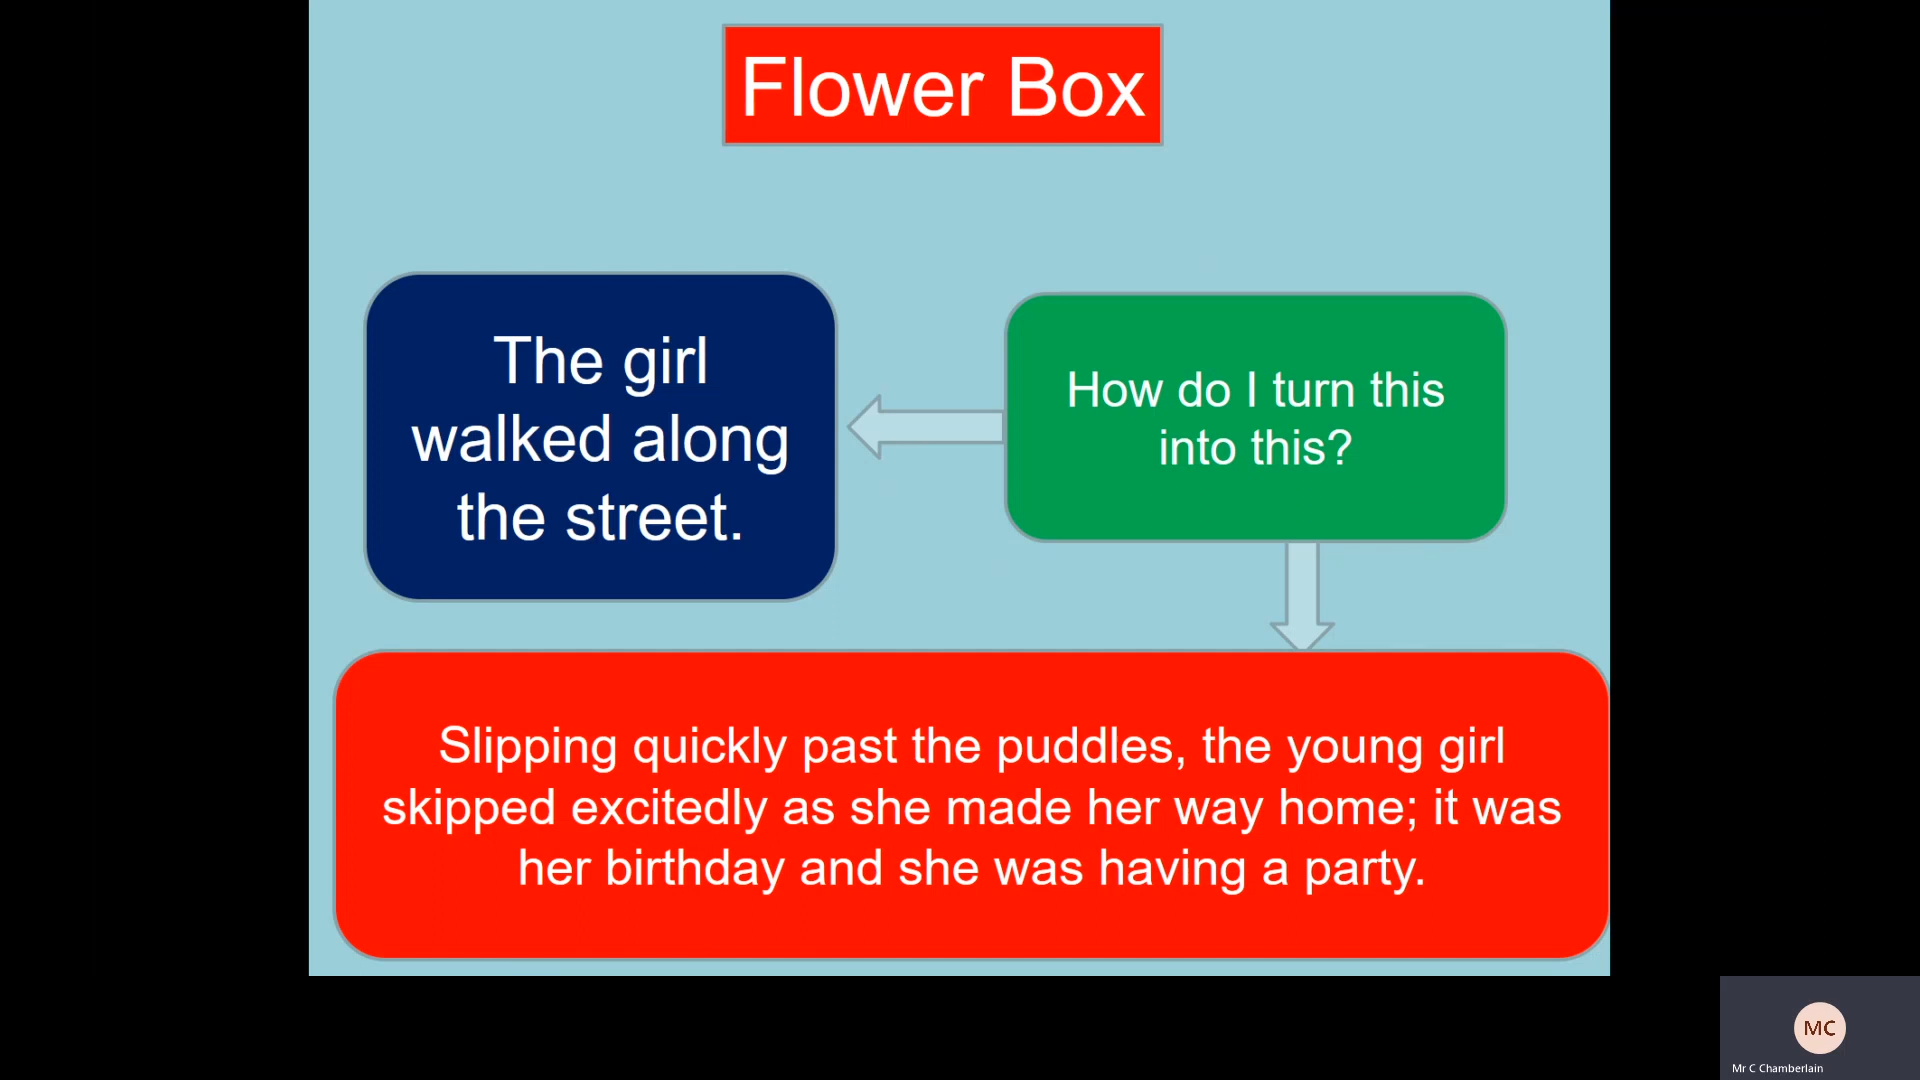 Flower Box
The girl
walked along
the street.
How do I turn this
into this?
Slipping quickly past the puddles, the young girl
skipped excitedly as she made her way home; it was
her birthday and she was having a party.
MC
Mr C Chamberlain